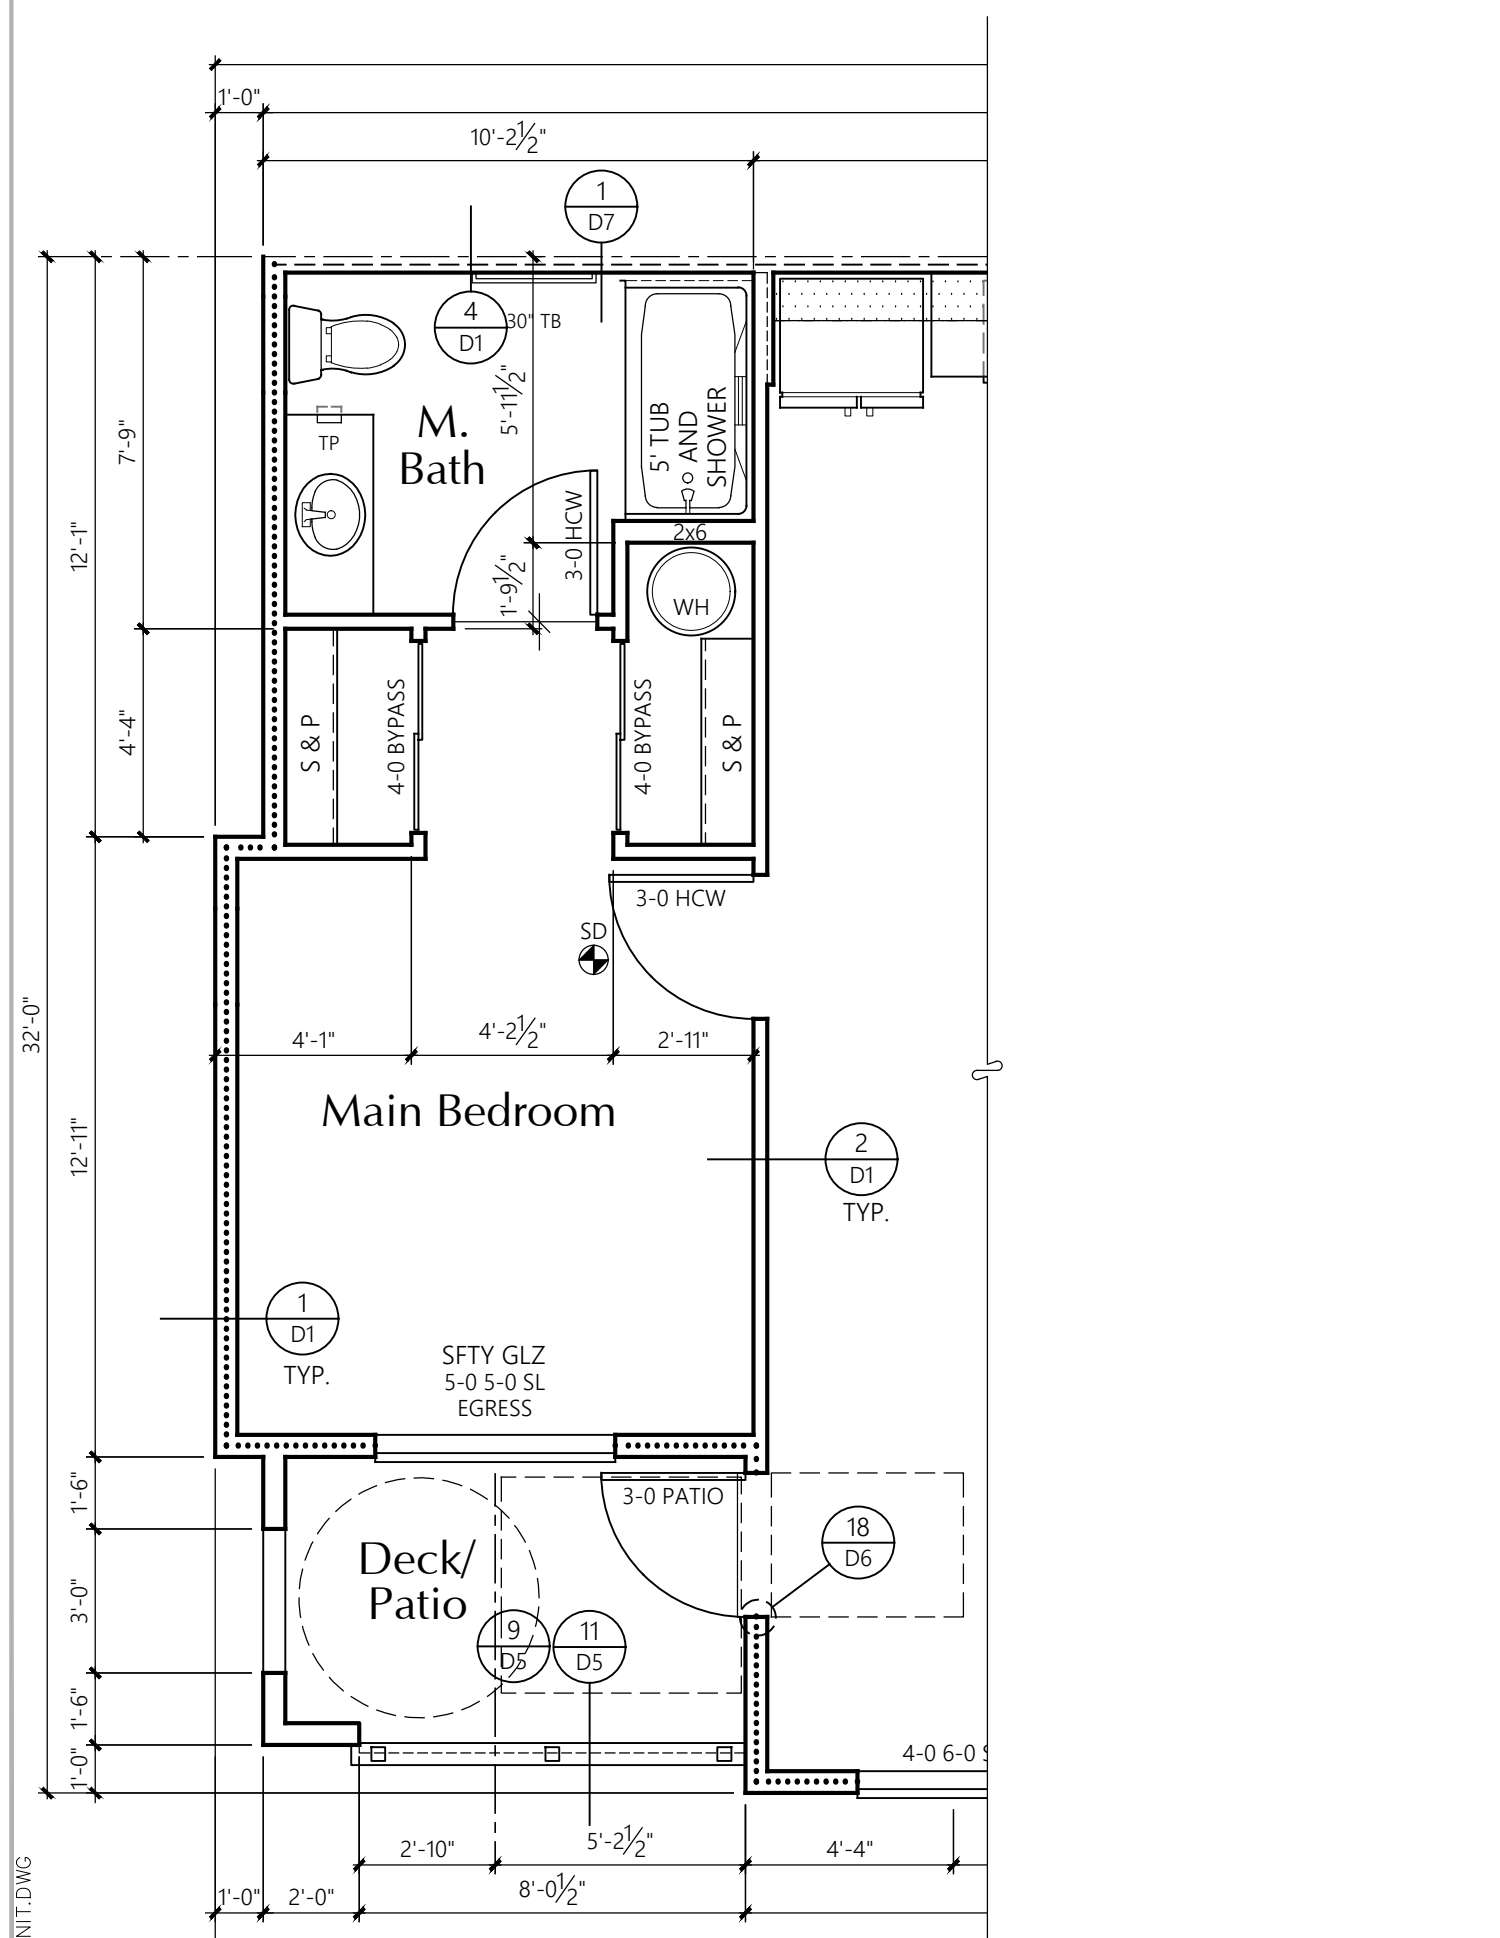 1'-0"
10'-2½"
1
D7
4
D1
30" TB
5'-11½"
7'-9"
12'-1"
TP
M.
Bath
5' TUB
AND
SHOWER
3-0 HCW
2x6
1'-9½"
WH
4'-4"
S & P
4-0 BYPASS
4-0 BYPASS
S & P
3-0 HCW
SD
32'-0"
4'-1"
4'-2½"
2'-11"
Main Bedroom
12'-11"
2
D1
TYP.
1
D1
TYP.
SFTY GLZ
5-0 5-0 SL
EGRESS
1'-6"
3-0 PATIO
18
D6
Deck/
Patio
3'-0"
9
D5
11
D5
1'-6"
1'-0"
4-0 6-0
2'-10"
5'-2½"
4'-4"
1'-0"
2'-0"
8'-0½"
NIT.DWG